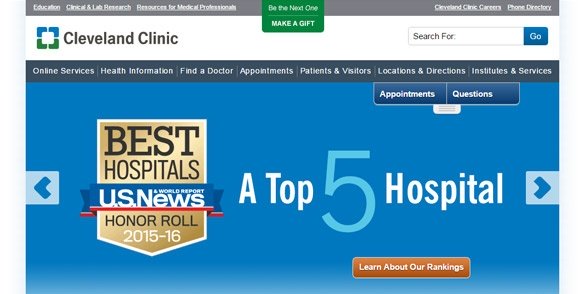 Education Clinical & Lab Research Resources for Medical Professionals Be the Next One Cleveland Clinic Careers Phone Directory
MAKE A GIFT
Cleveland Clinic Search For: Go
Online Services Health Information Find a Doctor Appointments Patients & Visitors Locations & Directions Institutes & Services
Appointments Questions
BEST
HOSPITALS
U.S.News & WORLD REPORT
HONOR ROLL
2015-16
A Top 5 Hospital
Learn About Our Rankings